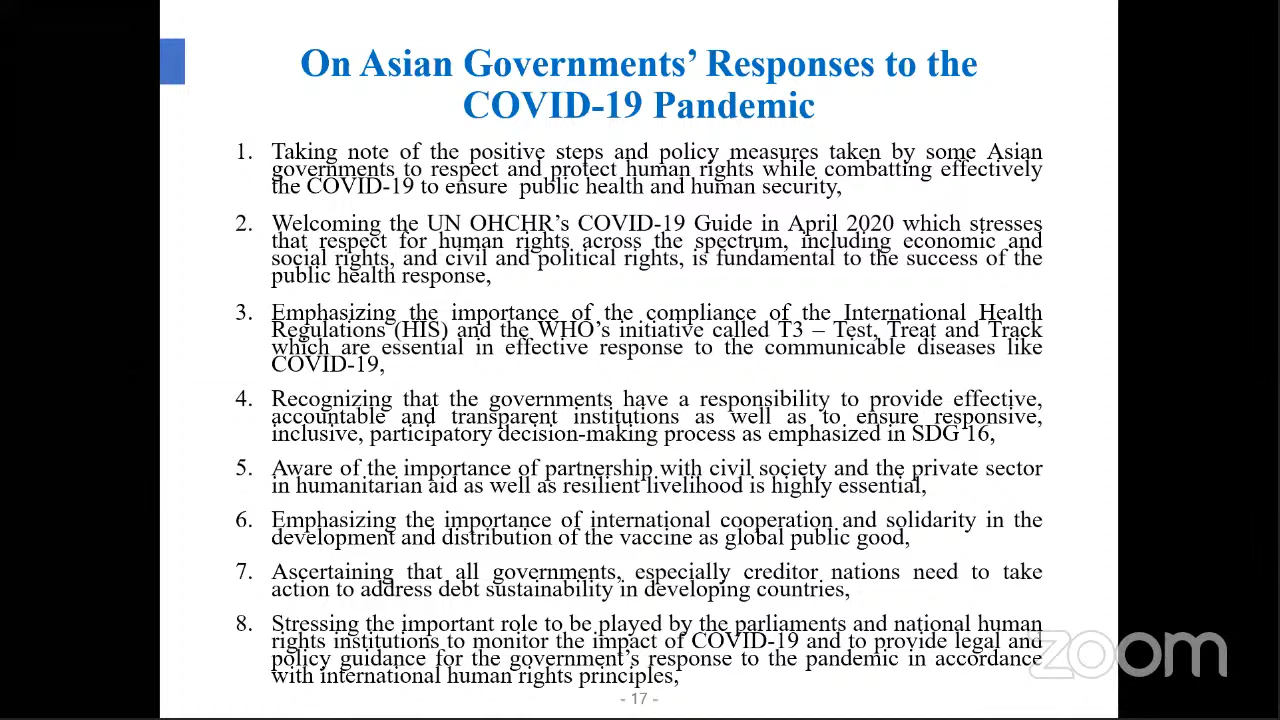 On Asian Governments’ Responses to the
COVID-19 Pandemic
1. Taking note of the positive steps and policy measures taken by some Asian
governments to respect and protect human rights while combatting effectively
the COVID-19 to ensure public health and human security,
2. Welcoming the UN OHCHR’s COVID-19 Guide in April 2020 which stresses
that respect for human rights across the spectrum, including economic and
social rights, and civil and political rights, is fundamental to the success of the
public health response,
3. Emphasizing the importance of the compliance of the International Health
Regulations (HIS) and the WHO’s initiative called T3 – Test, Treat and Track
which are essential in effective response to the communicable diseases like
COVID-19,
4. Recognizing that the governments have a responsibility to provide effective,
accountable and transparent institutions as well as to ensure responsive,
inclusive, participatory decision-making process as emphasized in SDG 16,
5. Aware of the importance of partnership with civil society and the private sector
in humanitarian aid as well as resilient livelihood is highly essential,
6. Emphasizing the importance of international cooperation and solidarity in the
development and distribution of the vaccine as global public good,
7. Ascertaining that all governments, especially creditor nations need to take
action to address debt sustainability in developing countries,
8. Stressing the important role to be played by the parliaments and national human
rights institutions to monitor the impact of COVID-19 and to provide legal and
policy guidance for the government’s response to the pandemic in accordance
with international human rights principles,
zoom
- 17 -